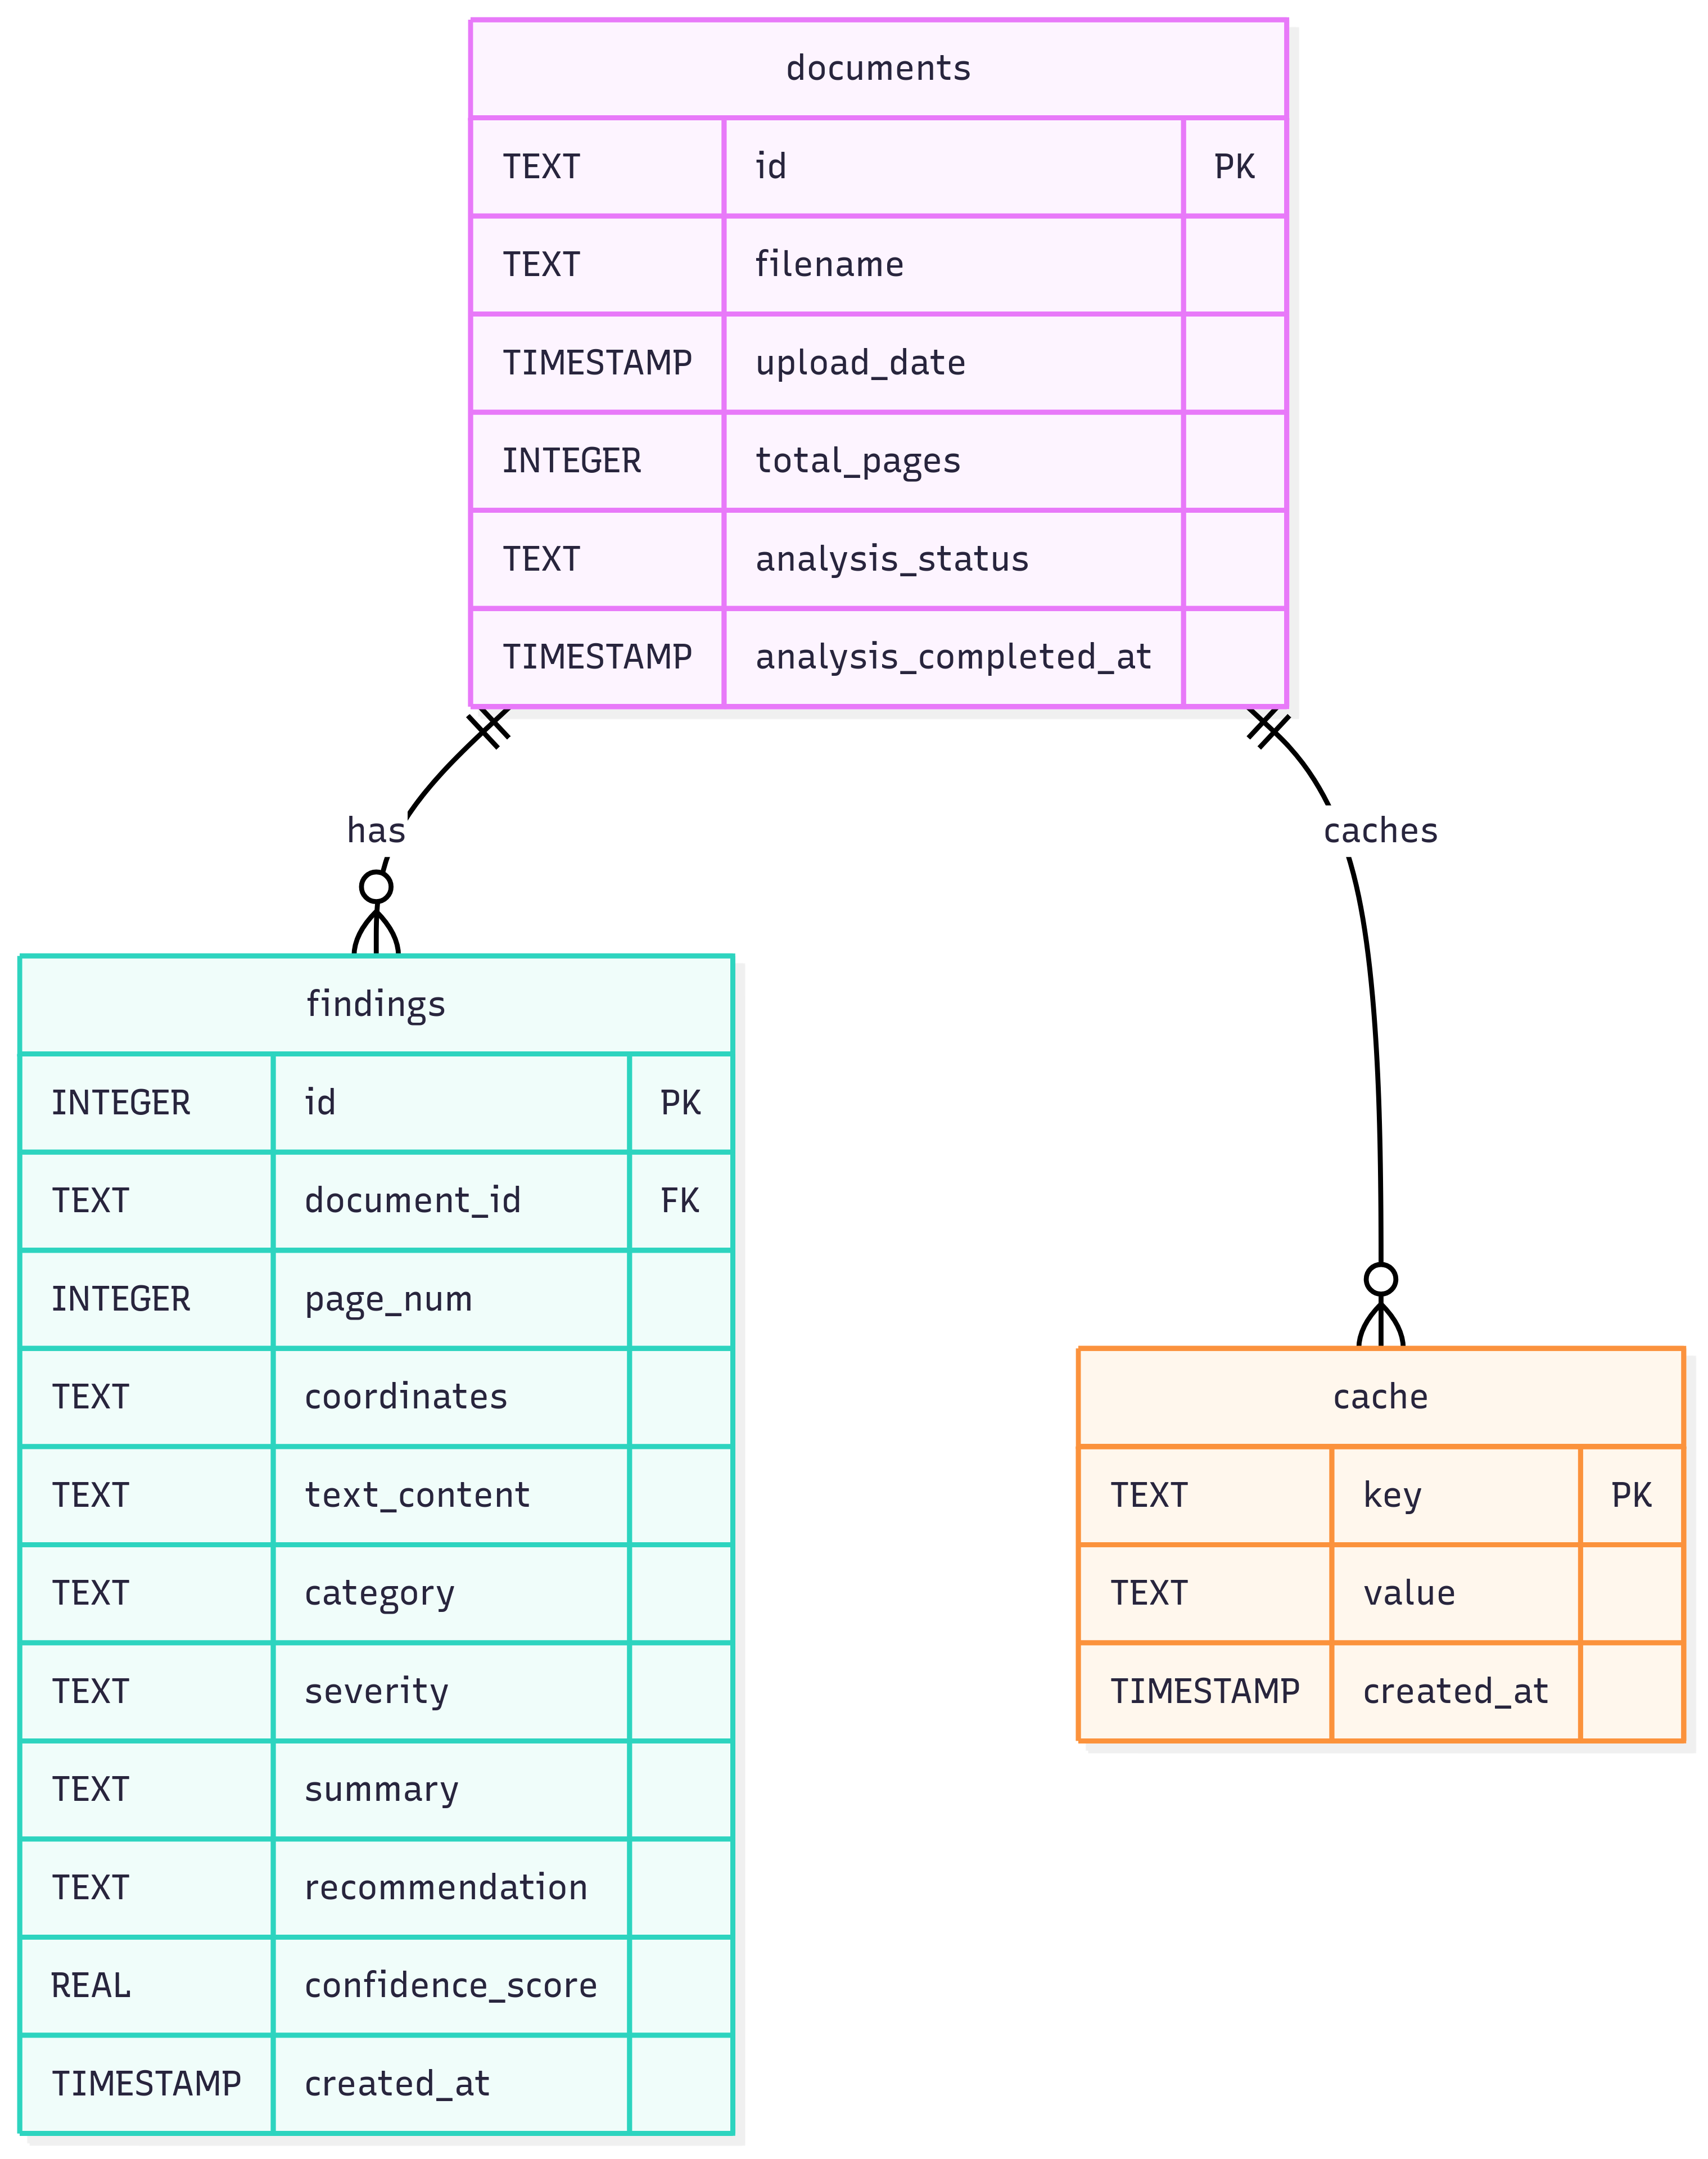 documents
TEXT id PK
TEXT filename
TIMESTAMP upload_date
INTEGER total_pages
TEXT analysis_status
TIMESTAMP analysis_completed_at
has
caches
findings
INTEGER id PK
TEXT document_id FK
INTEGER page_num
TEXT coordinates
TEXT text_content
TEXT category
TEXT severity
TEXT summary
TEXT recommendation
REAL confidence_score
TIMESTAMP created_at
cache
TEXT key PK
TEXT value
TIMESTAMP created_at